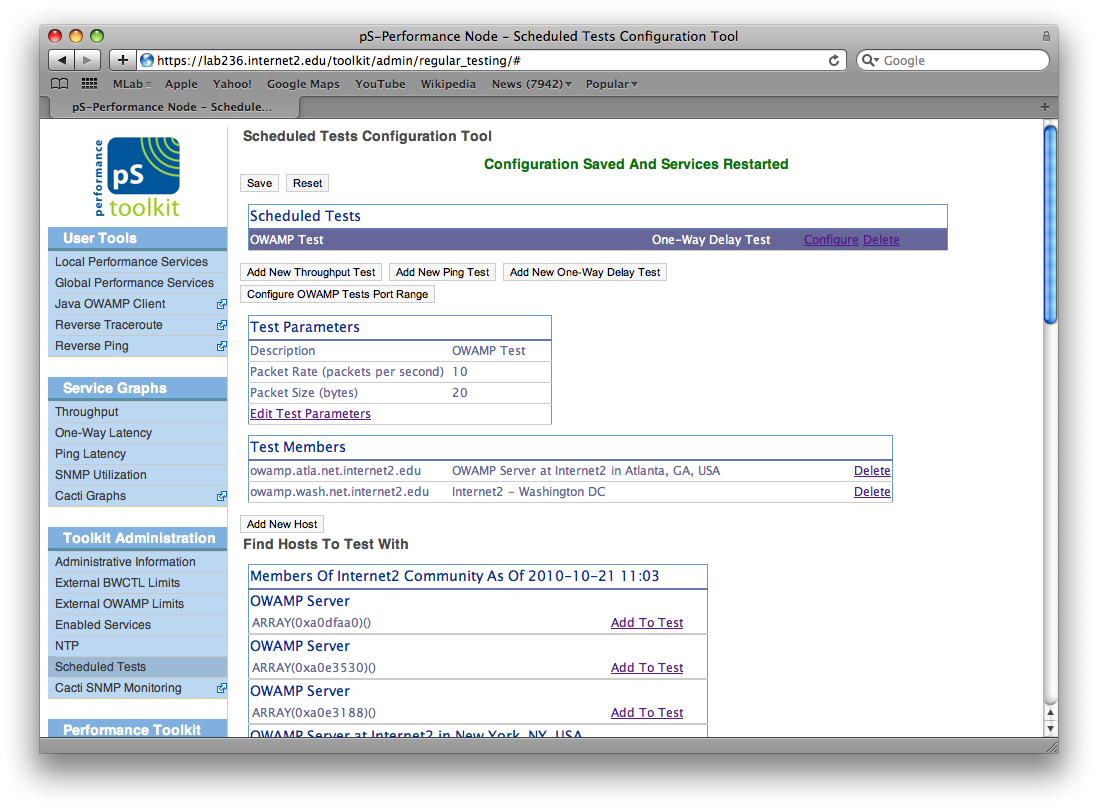 pS-Performance Node – Scheduled Tests Configuration Tool
https://lab236.internet2.edu/toolkit/admin/regular_testing/#
Google
MLab Apple Yahoo! Google Maps YouTube Wikipedia News (7942) Popular
pS-Performance Node – Schedule...
performance
pS
toolkit
User Tools
Local Performance Services
Global Performance Services
Java OWAMP Client
Reverse Traceroute
Reverse Ping
Service Graphs
Throughput
One-Way Latency
Ping Latency
SNMP Utilization
Cacti Graphs
Toolkit Administration
Administrative Information
External BWCTL Limits
External OWAMP Limits
Enabled Services
NTP
Scheduled Tests
Cacti SNMP Monitoring
Performance Toolkit
Scheduled Tests Configuration Tool
Configuration Saved And Services Restarted
Save Reset
Scheduled Tests
OWAMP Test One-Way Delay Test Configure Delete
Add New Throughput Test Add New Ping Test Add New One-Way Delay Test
Configure OWAMP Tests Port Range
Test Parameters
Description OWAMP Test
Packet Rate (packets per second) 10
Packet Size (bytes) 20
Edit Test Parameters
Test Members
owamp.atla.net.internet2.edu OWAMP Server at Internet2 in Atlanta, GA, USA Delete
owamp.wash.net.internet2.edu Internet2 – Washington DC Delete
Add New Host
Find Hosts To Test With
Members Of Internet2 Community As Of 2010-10-21 11:03
OWAMP Server
ARRAY(0xa0dfaa0)() Add To Test
OWAMP Server
ARRAY(0xa0e3530)() Add To Test
OWAMP Server
ARRAY(0xa0e3188)() Add To Test
OWAMP Server at Internet2 in New York, NY, USA